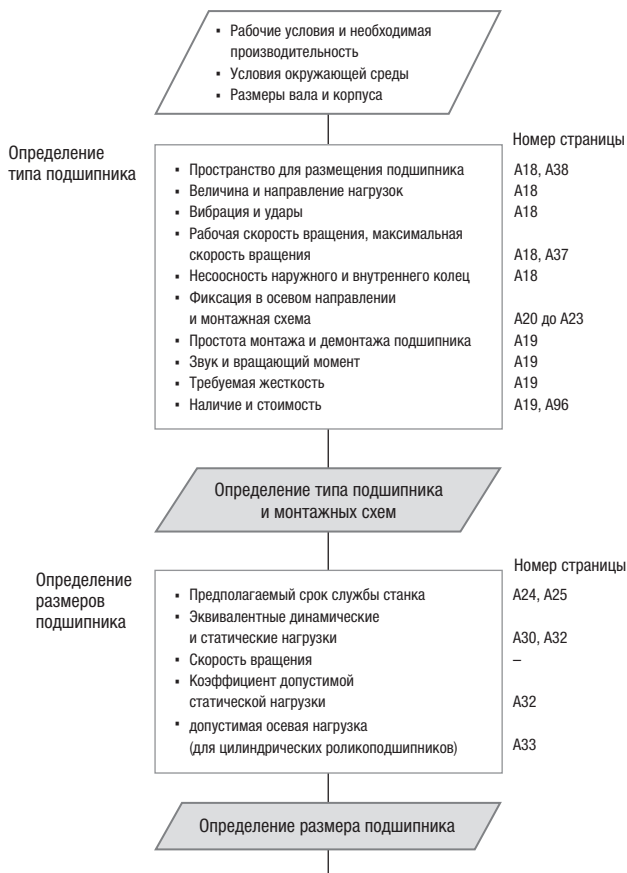 ▪ Рабочие условия и необходимая
производительность
▪ Условия окружающей среды
▪ Размеры вала и корпуса
Номер страницы
Определение
типа подшипника
▪ Пространство для размещения подшипника A18, A38
▪ Величина и направление нагрузок A18
▪ Вибрация и удары A18
▪ Рабочая скорость вращения, максимальная
скорость вращения A18, A37
▪ Несоосность наружного и внутреннего колец A18
▪ Фиксация в осевом направлении
и монтажная схема A20 до A23
▪ Простота монтажа и демонтажа подшипника A19
▪ Звук и вращающий момент A19
▪ Требуемая жесткость A19
▪ Наличие и стоимость A19, A96
Определение типа подшипника
и монтажных схем
Номер страницы
Определение
размеров
подшипника
▪ Предполагаемый срок службы станка A24, A25
▪ Эквивалентные динамические
и статические нагрузки A30, A32
▪ Скорость вращения –
▪ Коэффициент допустимой
статической нагрузки A32
▪ допустимая осевая нагрузка
(для цилиндрических роликоподшипников) A33
Определение размера подшипника